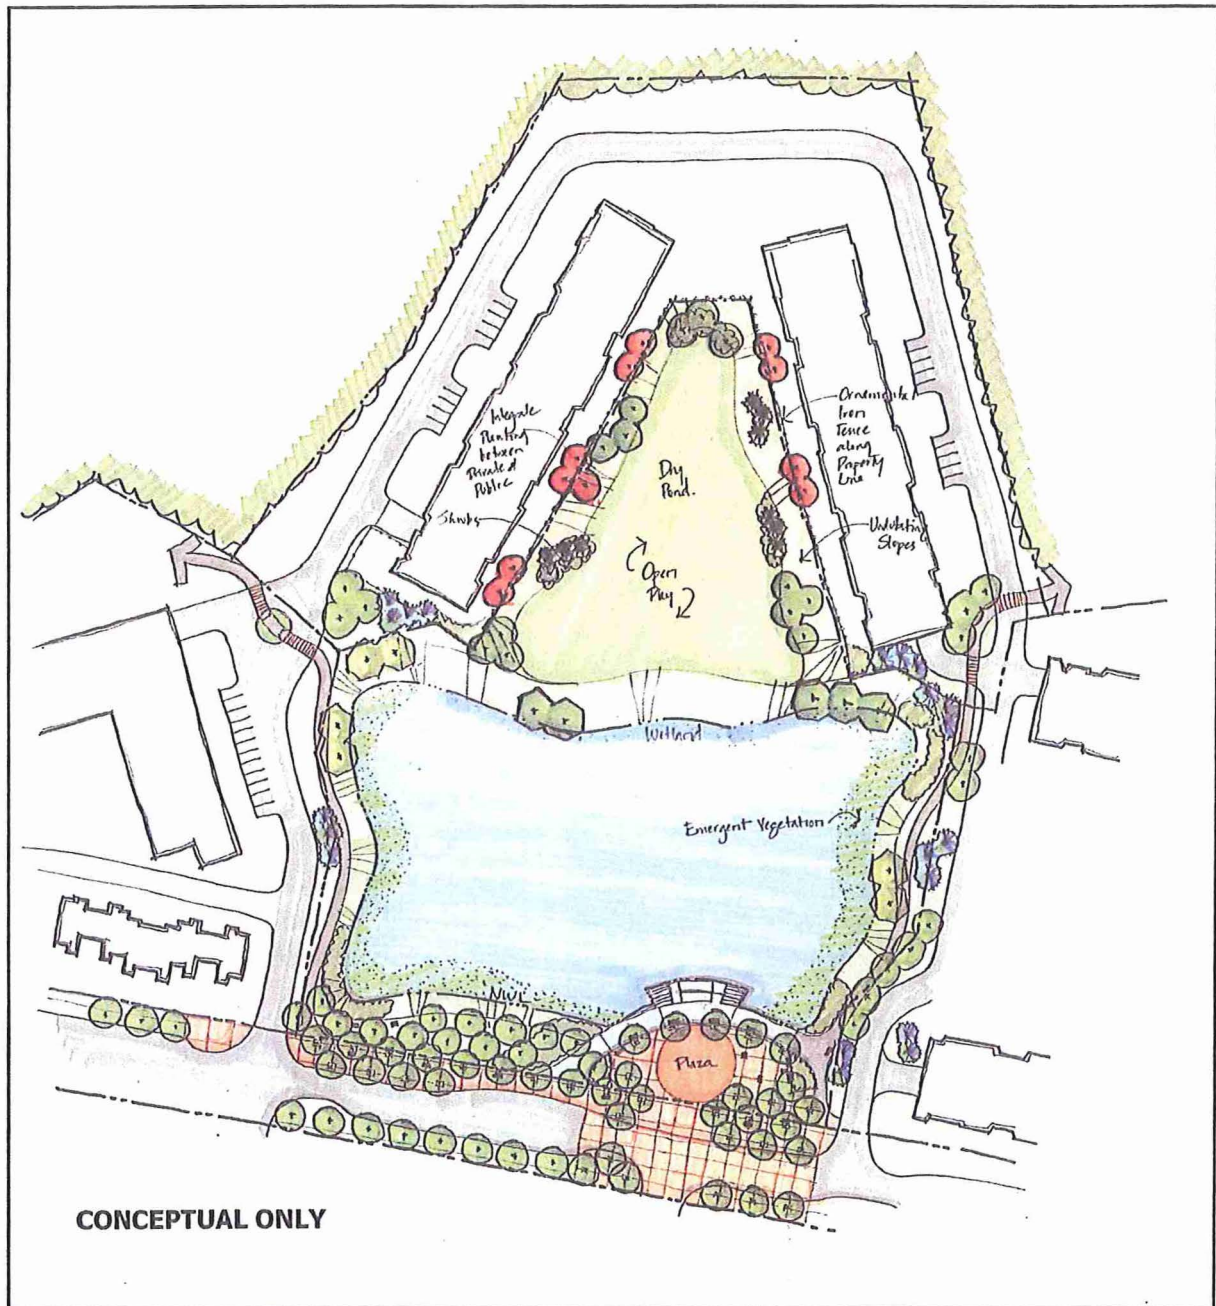 Integrate
Planting
between
Private &
Public
Shrubs
Dry
Pond.
Open
Play
Ornamental
Iron
Fence
along
Property
Line
Undulating
Slopes
Wetland
Emergent Vegetation
NWL
Plaza
CONCEPTUAL ONLY